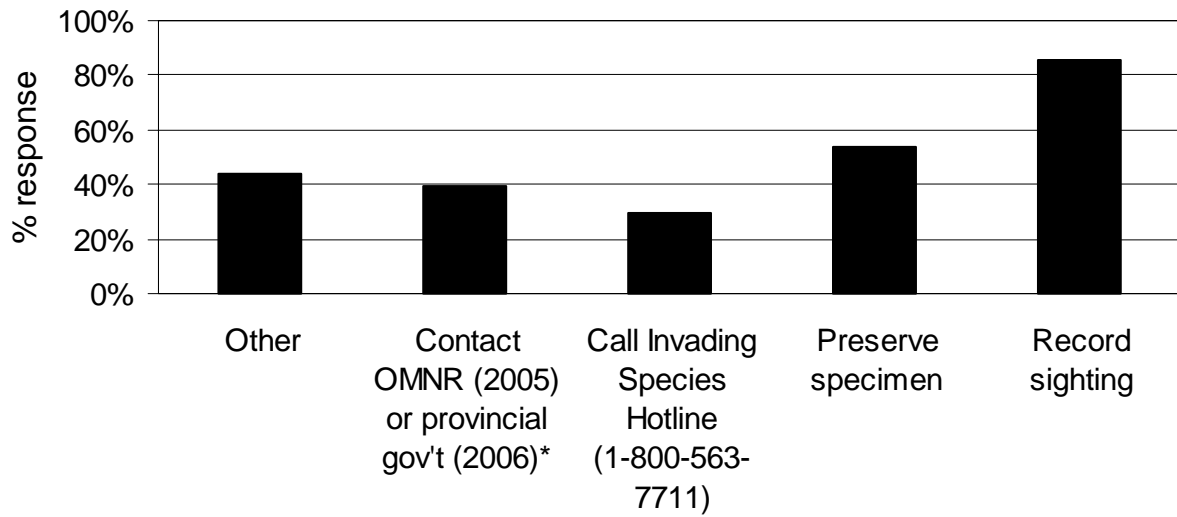 100%
80%
60%
40%
20%
0%
% response
Other
Contact
OMNR (2005)
or provincial
gov't (2006)*
Call Invading
Species
Hotline
(1-800-563-
7711)
Preserve
specimen
Record
sighting